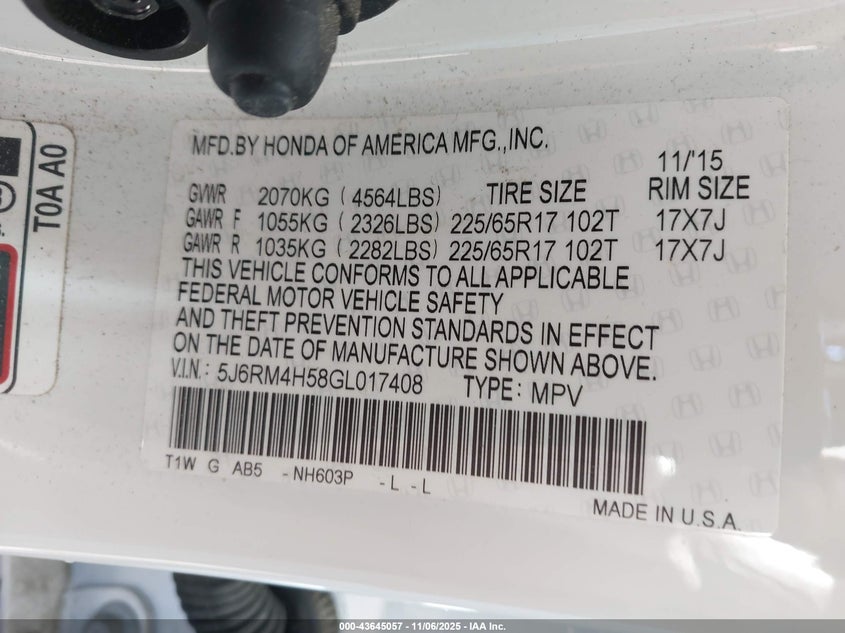 MFD.BY HONDA OF AMERICA MFG.,INC.
11/'15
GVWR 2070KG (4564LBS) TIRE SIZE RIM SIZE
GAWR F 1055KG (2326LBS) 225/65R17 102T 17X7J
GAWR R 1035KG (2282LBS) 225/65R17 102T 17X7J
THIS VEHICLE CONFORMS TO ALL APPLICABLE
FEDERAL MOTOR VEHICLE SAFETY
AND THEFT PREVENTION STANDARDS IN EFFECT
ON THE DATE OF MANUFACTURE SHOWN ABOVE.
V.I.N.: 5J6RM4H58GL017408 TYPE: MPV
T1W G AB5 -NH603P -L -L
MADE IN U.S.A.
T0A A0
000-43645057 - 11/06/2025 - IAA Inc.